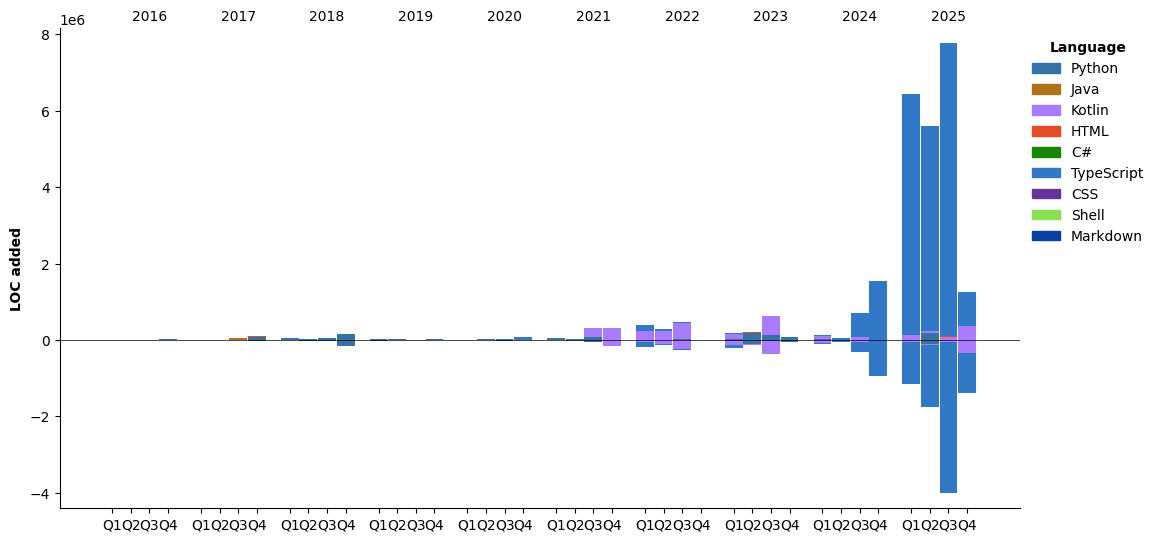 2016 2017 2018 2019 2020 2021 2022 2023 2024 2025
1e6
8
6
4
2
0
−2
−4
LOC added
Q1Q2Q3Q4 Q1Q2Q3Q4 Q1Q2Q3Q4 Q1Q2Q3Q4 Q1Q2Q3Q4 Q1Q2Q3Q4 Q1Q2Q3Q4 Q1Q2Q3Q4 Q1Q2Q3Q4 Q1Q2Q3Q4
Language
Python
Java
Kotlin
HTML
C#
TypeScript
CSS
Shell
Markdown